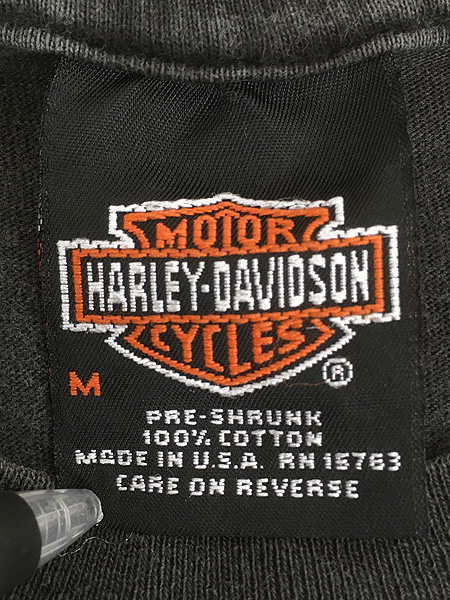 MOTOR
HARLEY-DAVIDSON
CYCLES
M
®
PRE-SHRUNK
100% COTTON
MADE IN U.S.A. RN 15763
CARE ON REVERSE